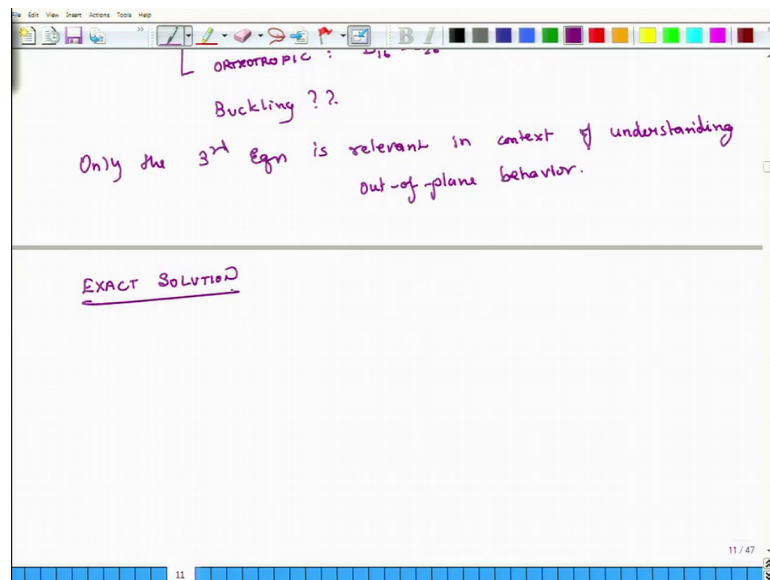 File Edit View Insert Actions Tools Help
B I
ORTHOTROPIC :
Buckling ??
Only the 3rd Eqn is relevant in context of understanding
out-of-plane behavior.
EXACT SOLUTION
11 / 47
11